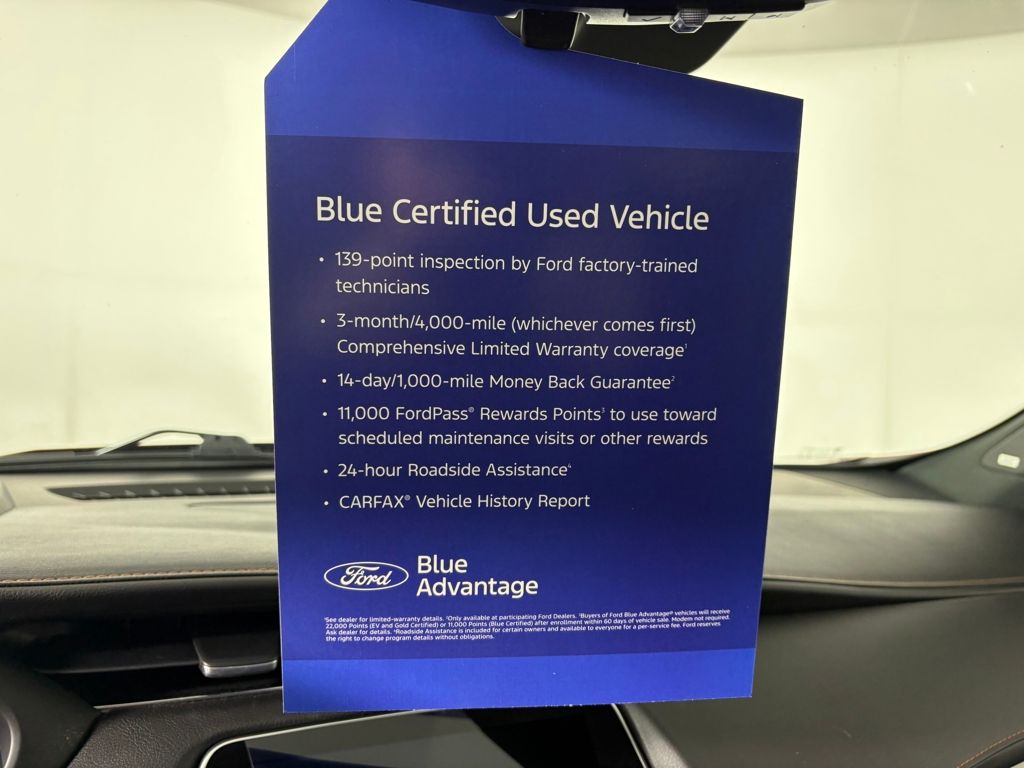 Blue Certified Used Vehicle
• 139-point inspection by Ford factory-trained
technicians
• 3-month/4,000-mile (whichever comes first)
Comprehensive Limited Warranty coverage¹
• 14-day/1,000-mile Money Back Guarantee²
• 11,000 FordPass® Rewards Points³ to use toward
scheduled maintenance visits or other rewards
• 24-hour Roadside Assistance⁴
• CARFAX® Vehicle History Report
Ford
Blue
Advantage
¹See dealer for limited-warranty details. ²Only available at participating Ford Dealers. ³Buyers of Ford Blue Advantage® vehicles will receive
22,000 Points (EV and Gold Certified) or 11,000 Points (Blue Certified) after enrollment within 60 days of vehicle sale. Modem not required.
Ask dealer for details. ⁴Roadside Assistance is included for certain owners and available to everyone for a per-service fee. Ford reserves
the right to change program details without obligations.